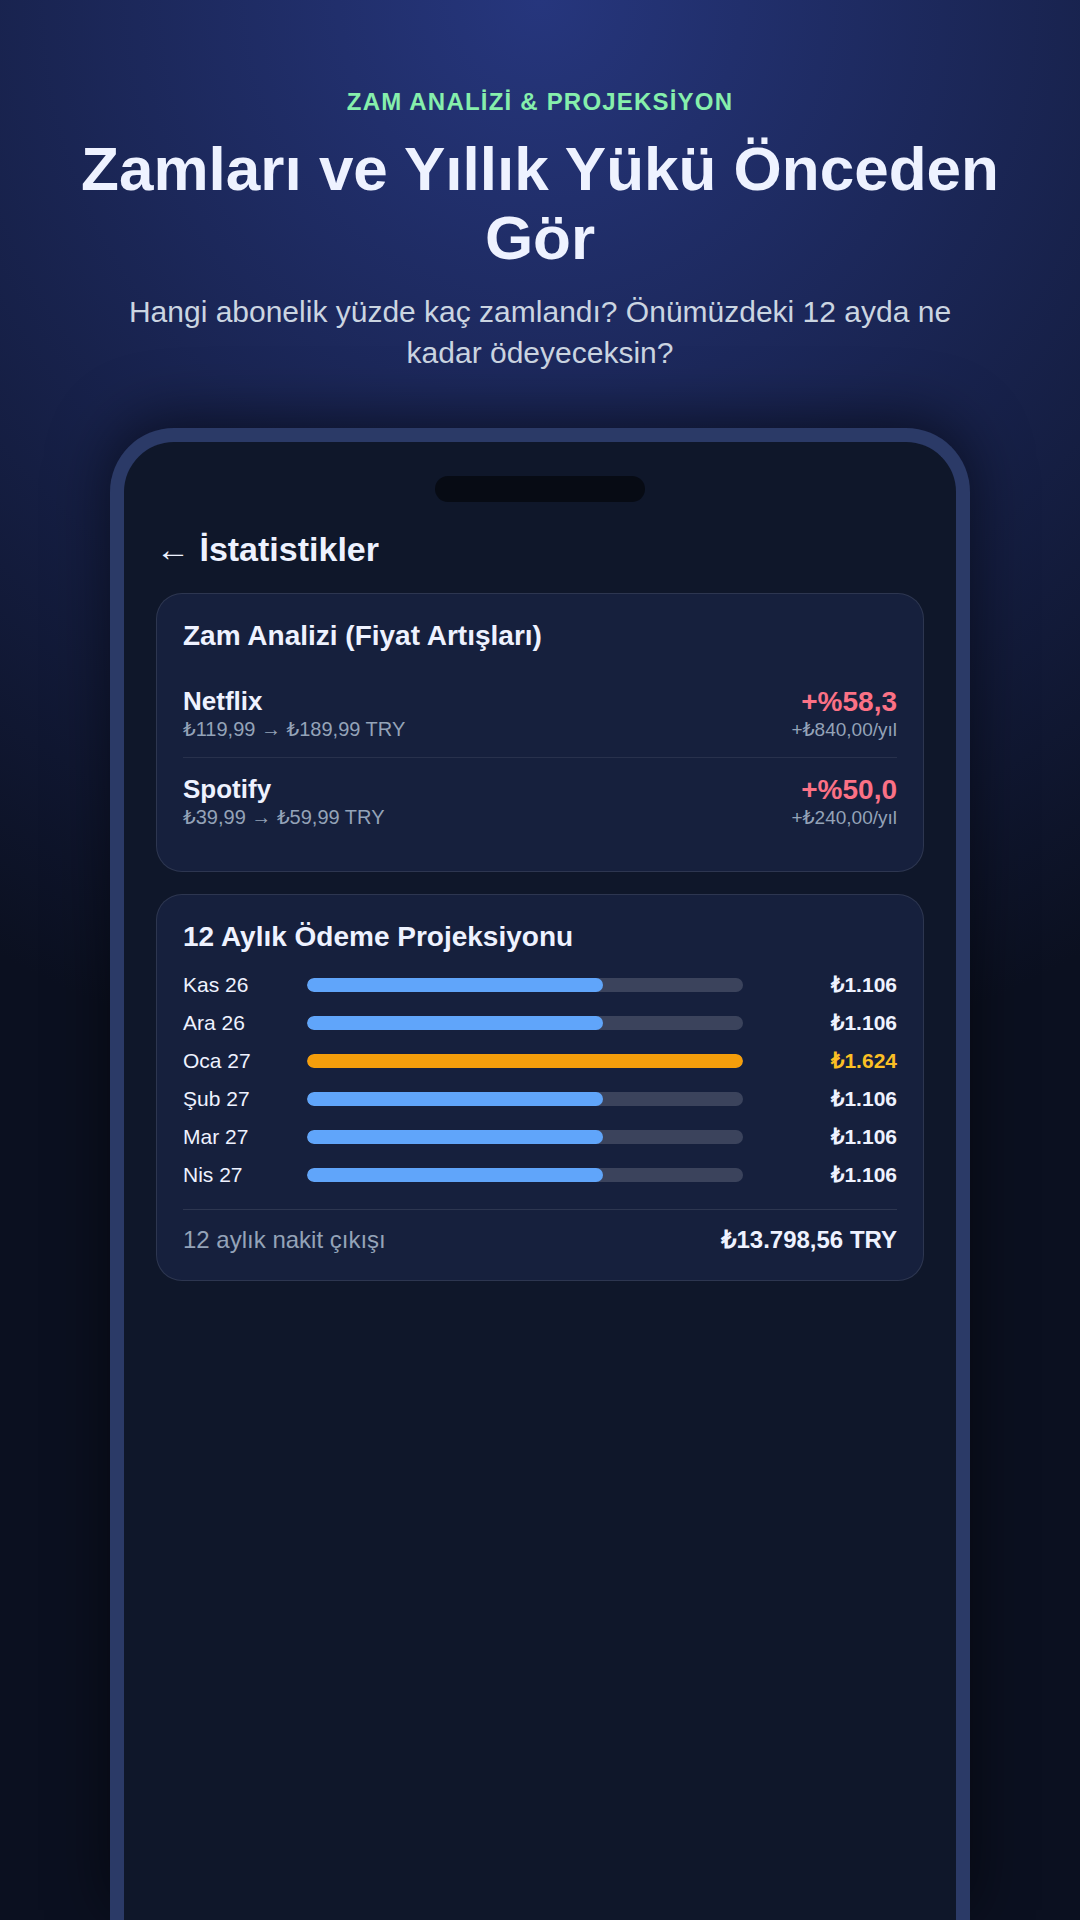 ZAM ANALİZİ & PROJEKSİYON
Zamları ve Yıllık Yükü Önceden
Gör
Hangi abonelik yüzde kaç zamlandı? Önümüzdeki 12 ayda ne
kadar ödeyeceksin?
← İstatistikler
Zam Analizi (Fiyat Artışları)
Netflix +%58,3
₺119,99 → ₺189,99 TRY +₺840,00/yıl
Spotify +%50,0
₺39,99 → ₺59,99 TRY +₺240,00/yıl
12 Aylık Ödeme Projeksiyonu
Kas 26 ₺1.106
Ara 26 ₺1.106
Oca 27 ₺1.624
Şub 27 ₺1.106
Mar 27 ₺1.106
Nis 27 ₺1.106
12 aylık nakit çıkışı ₺13.798,56 TRY